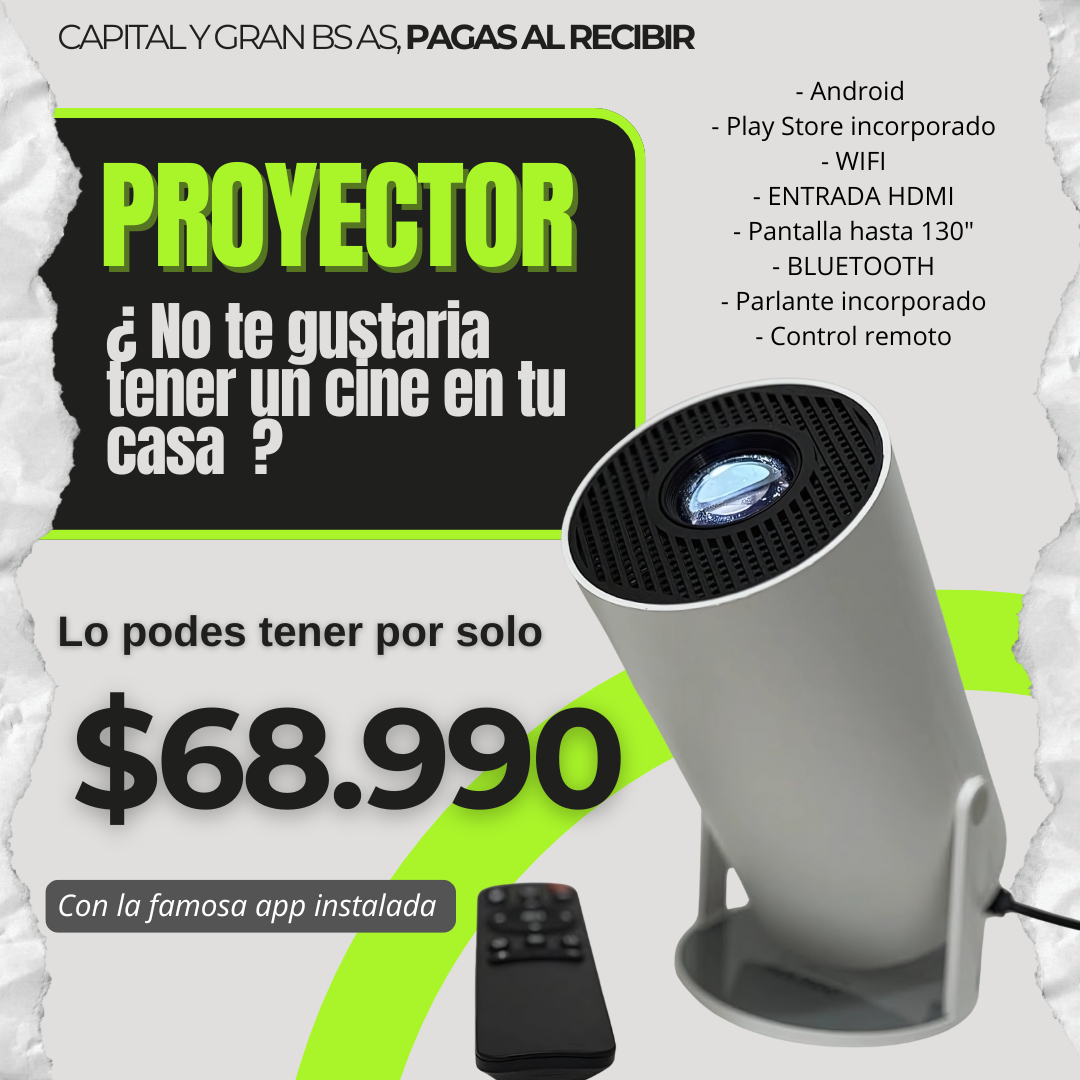 CAPITAL Y GRAN BS AS, PAGAS AL RECIBIR
- Android
- Play Store incorporado
- WIFI
- ENTRADA HDMI
- Pantalla hasta 130"
- BLUETOOTH
- Parlante incorporado
- Control remoto
PROYECTOR
¿ No te gustaria
tener un cine en tu
casa ?
Lo podes tener por solo
$68.990
Con la famosa app instalada